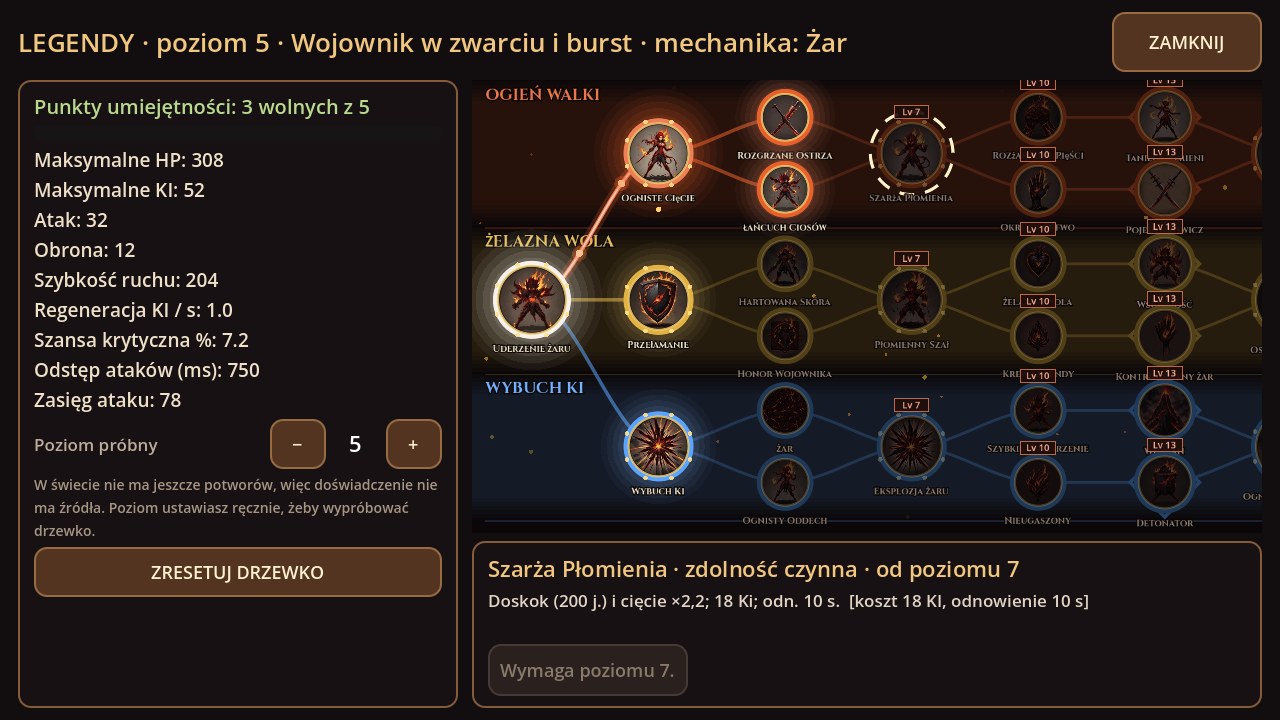 LEGENDY · poziom 5 · Wojownik w zwarciu i burst · mechanika: Żar
ZAMKNIJ
Punkty umiejętności: 3 wolnych z 5
Maksymalne HP: 308
Maksymalne KI: 52
Atak: 32
Obrona: 12
Szybkość ruchu: 204
Regeneracja KI / s: 1.0
Szansa krytyczna %: 7.2
Odstęp ataków (ms): 750
Zasięg ataku: 78
Poziom próbny
−
5
+
W świecie nie ma jeszcze potworów, więc doświadczenie nie
ma źródła. Poziom ustawiasz ręcznie, żeby wypróbować
drzewko.
ZRESETUJ DRZEWKO
OGIEŃ WALKI
Lv 10
Lv 13
Lv 7
Rozgrzane Ostrza
Lv 10
Lv 13
Ogniste Cięcie
Szarża Płomienia
Łańcuch Ciosów
Lv 10
Lv 13
ŻELAZNA WOLA
Lv 7
Hartowana Skóra
Lv 10
Lv 13
Uderzenie Żaru
Przełamanie
Płomienny Szał
Honor Wojownika
Lv 10
Lv 13
WYBUCH KI
Lv 7
Żar
Lv 10
Lv 13
Wybuch Ki
Eksplozja Żaru
Ognisty Oddech
Nieugaszony
Detonator
Szarża Płomienia · zdolność czynna · od poziomu 7
Doskok (200 j.) i cięcie ×2,2; 18 Ki; odn. 10 s. [koszt 18 KI, odnowienie 10 s]
Wymaga poziomu 7.